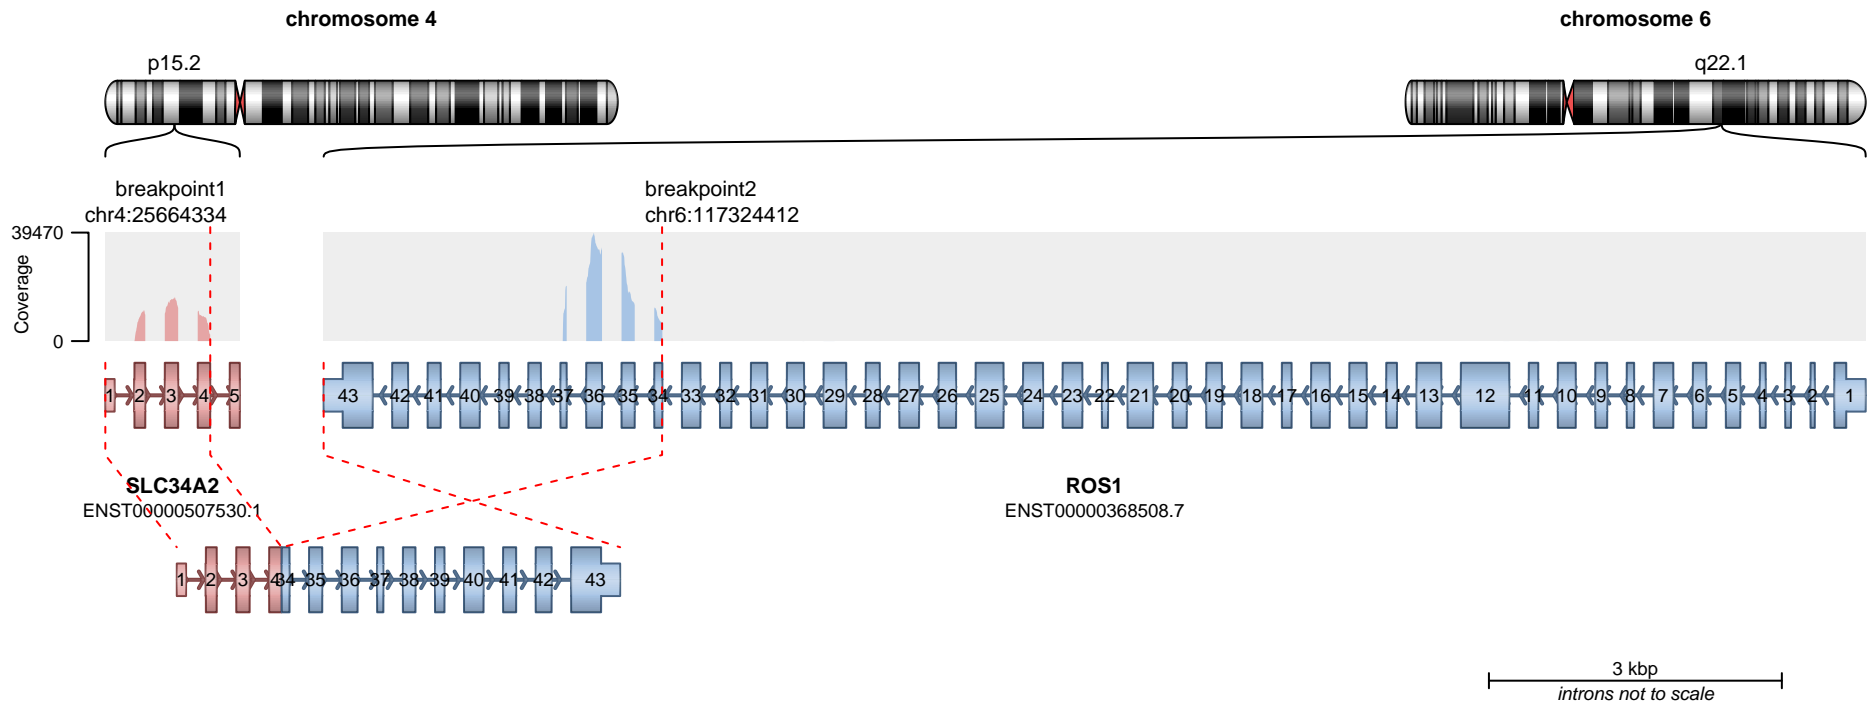 chromosome 4
chromosome 6
p15.2
q22.1
breakpoint1
chr4:25664334
breakpoint2
chr6:117324412
39470
Coverage
0
1 2 3 4 5
43 42 41 40 39 38 37 36 35 34 33 32 31 30 29 28 27 26 25 24 23 22 21 20 19 18 17 16 15 14 13 12 11 10 9 8 7 6 5 4 3 2 1
SLC34A2
ENST00000507530.1
ROS1
ENST00000368508.7
1 2 3 4 34 35 36 37 38 39 40 41 42 43
3 kbp
introns not to scale